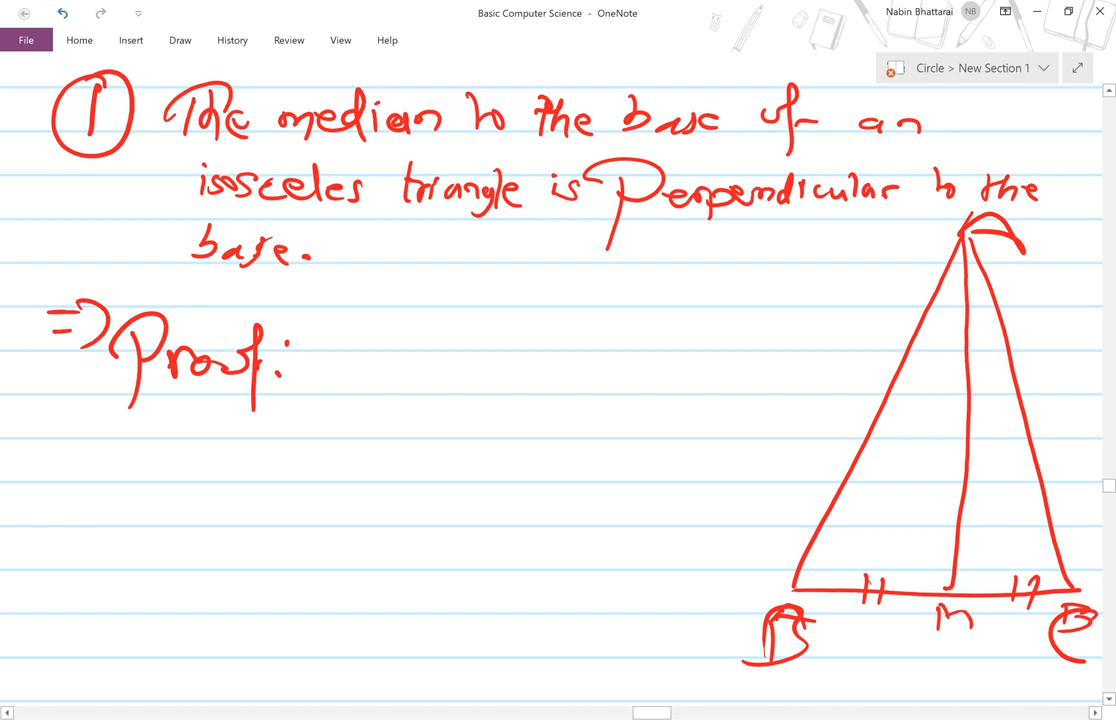 Basic Computer Science - OneNote
Nabin Bhattarai NB
File Home Insert Draw History Review View Help
Circle > New Section 1
1 The median to the base of an
isosceles triangle is Perpendicular to the
base.
=> Proof:
M